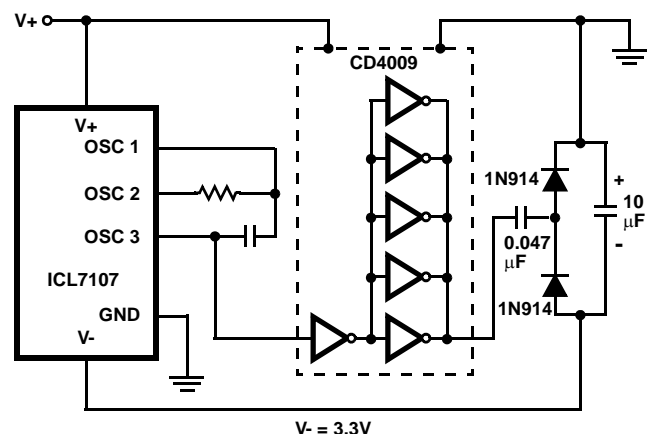 V+
CD4009
V+
OSC 1
OSC 2
OSC 3
ICL7107
GND
V-
1N914
+
10
µF
-
0.047
µF
1N914
V- = 3.3V